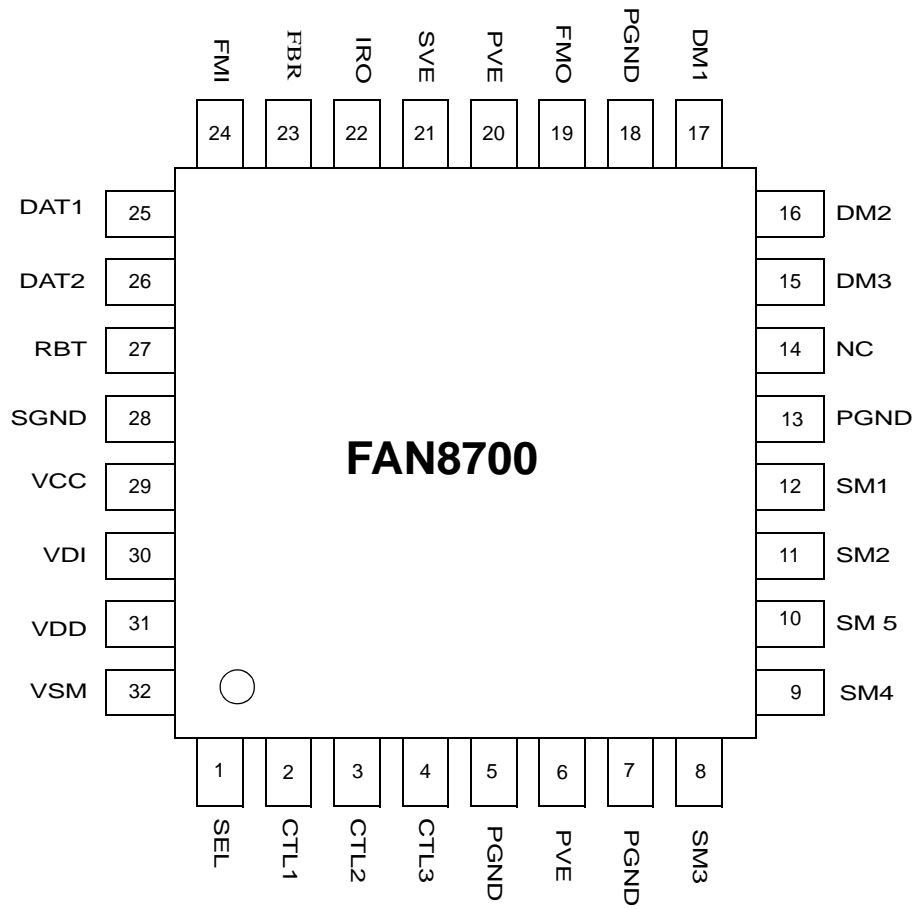 FMI FBR IRO SVE PVE FMO PGND DM1
24 23 22 21 20 19 18 17
DAT1 25 16 DM2
DAT2 26 15 DM3
RBT 27 14 NC
SGND 28 13 PGND
FAN8700
VCC 29 12 SM1
VDI 30 11 SM2
VDD 31 10 SM 5
VSM 32 9 SM4
1 2 3 4 5 6 7 8
SEL CTL1 CTL2 CTL3 PGND PVE PGND SM3